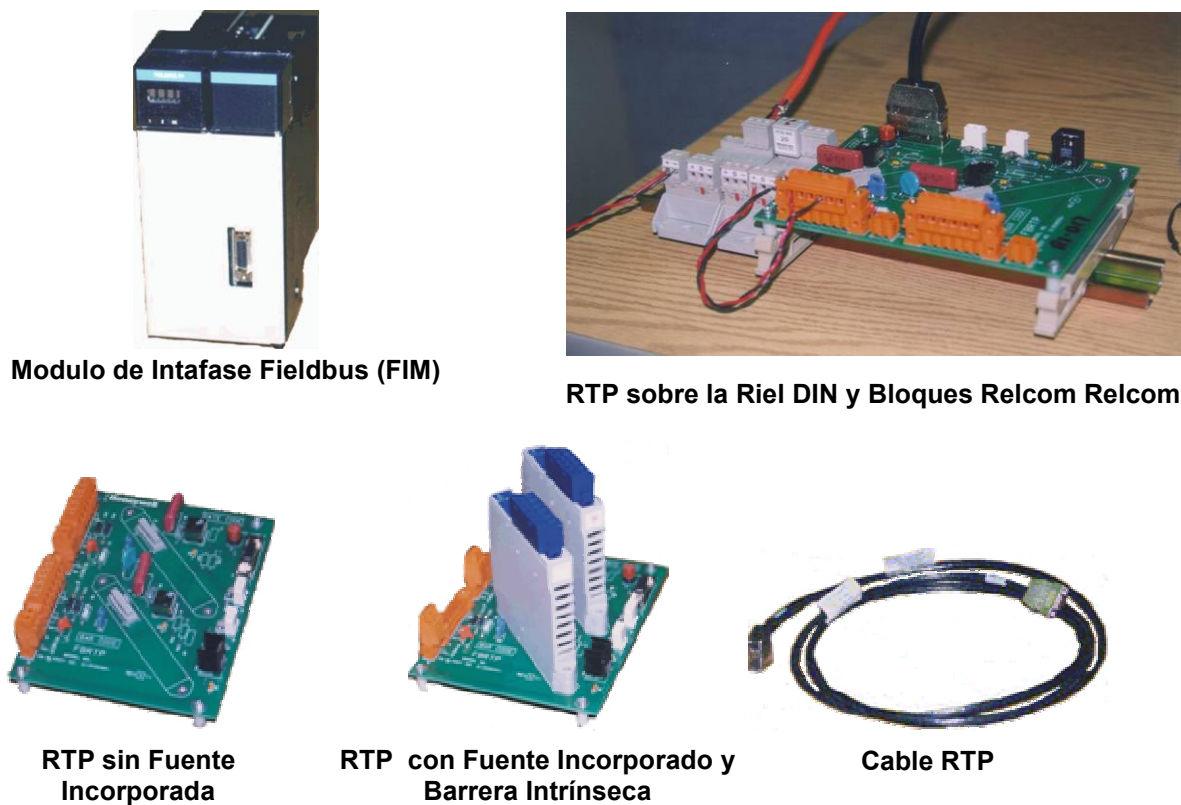 Modulo de Intafase Fieldbus (FIM)
RTP sobre la Riel DIN y Bloques Relcom Relcom
FBRTP
RTP sin Fuente
Incorporada
RTP con Fuente Incorporado y
Barrera Intrínseca
Cable RTP